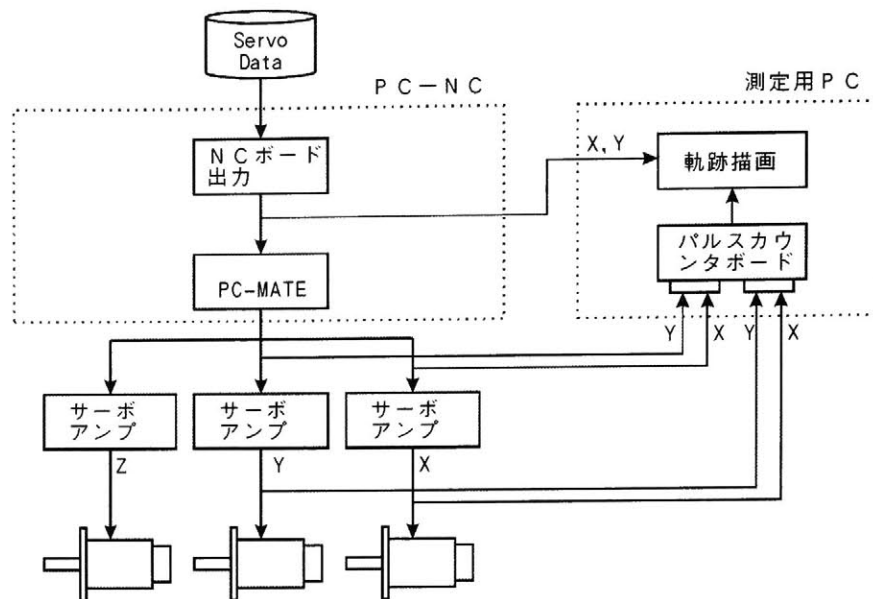 Servo
Data
PC－NC
測定用PC
NCボード
出力
X, Y
軌跡描画
パルスカウ
ンタボード
PC-MATE
Y
X
Y
X
サーボ
アンプ
サーボ
アンプ
サーボ
アンプ
Z
Y
X